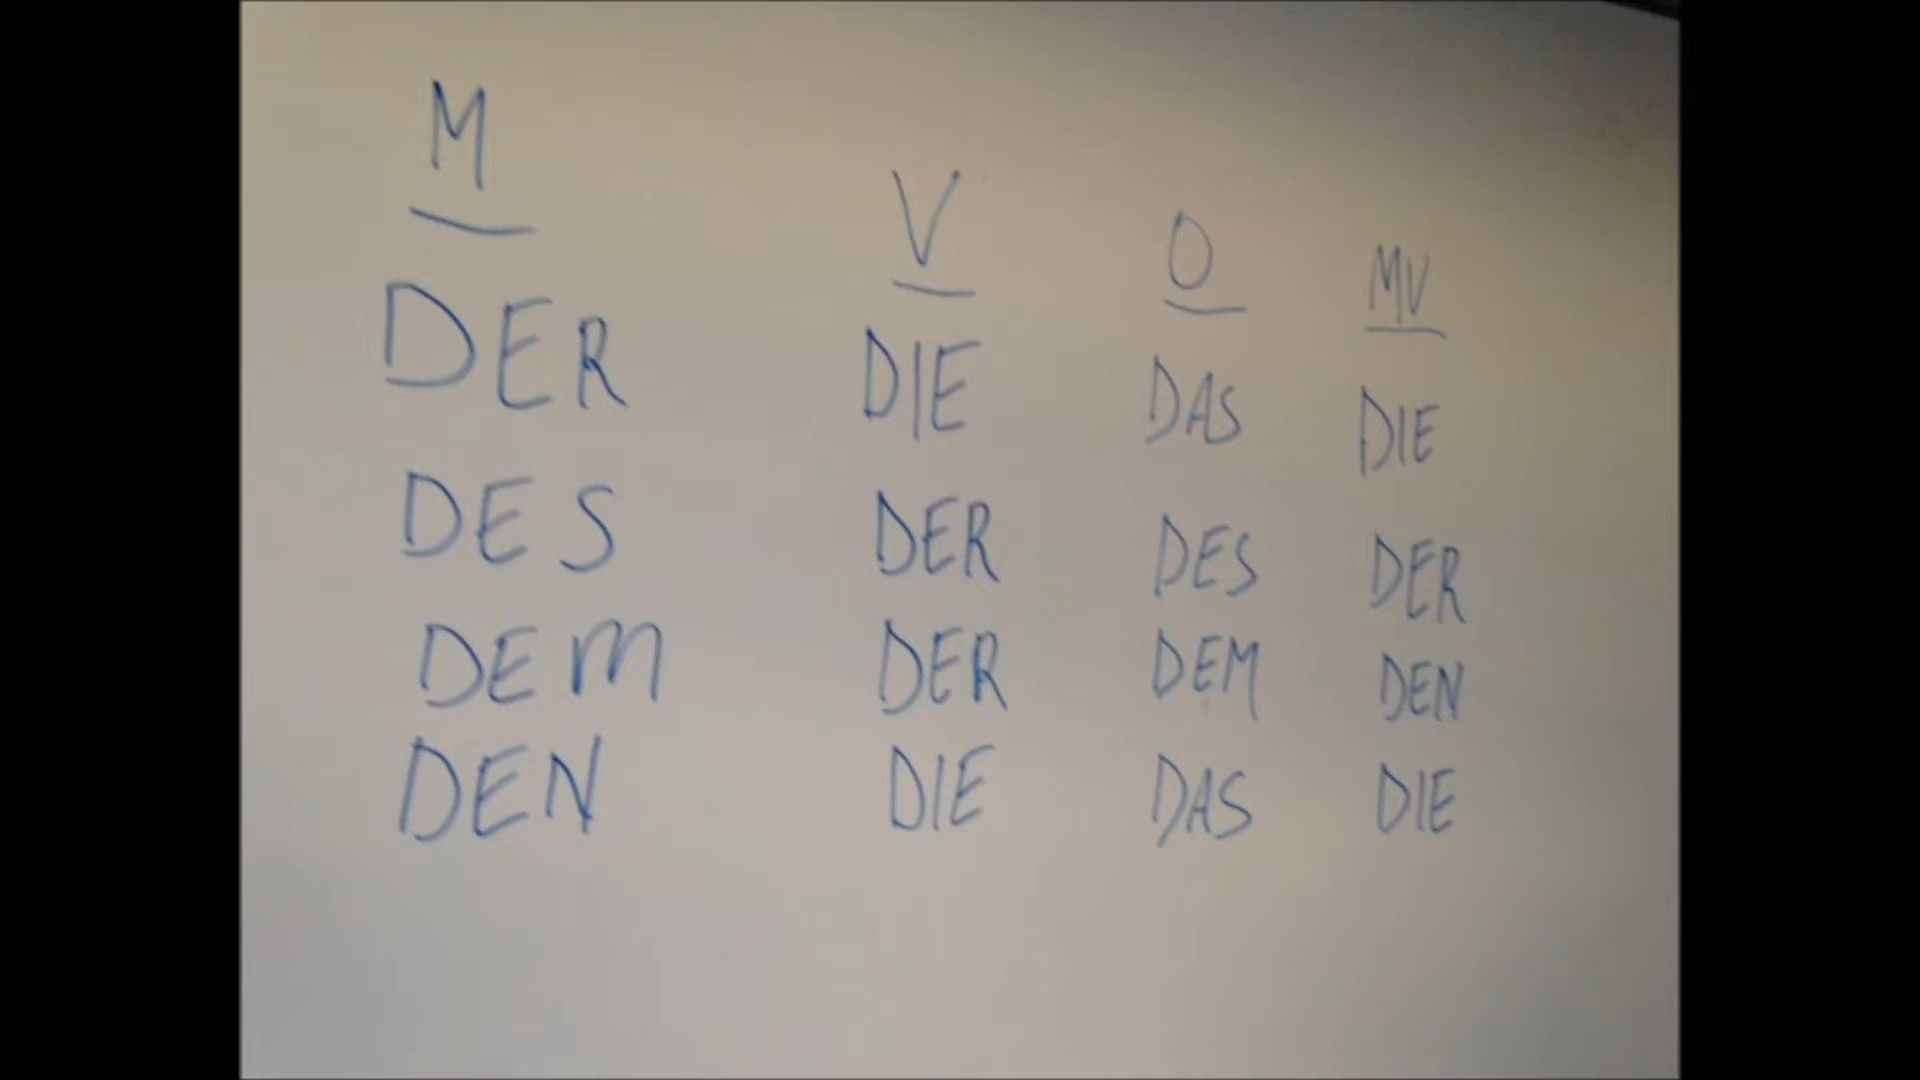 M V O MV
DER DIE DAS DIE
DES DER DES DER
DEM DER DEM DEN
DEN DIE DAS DIE